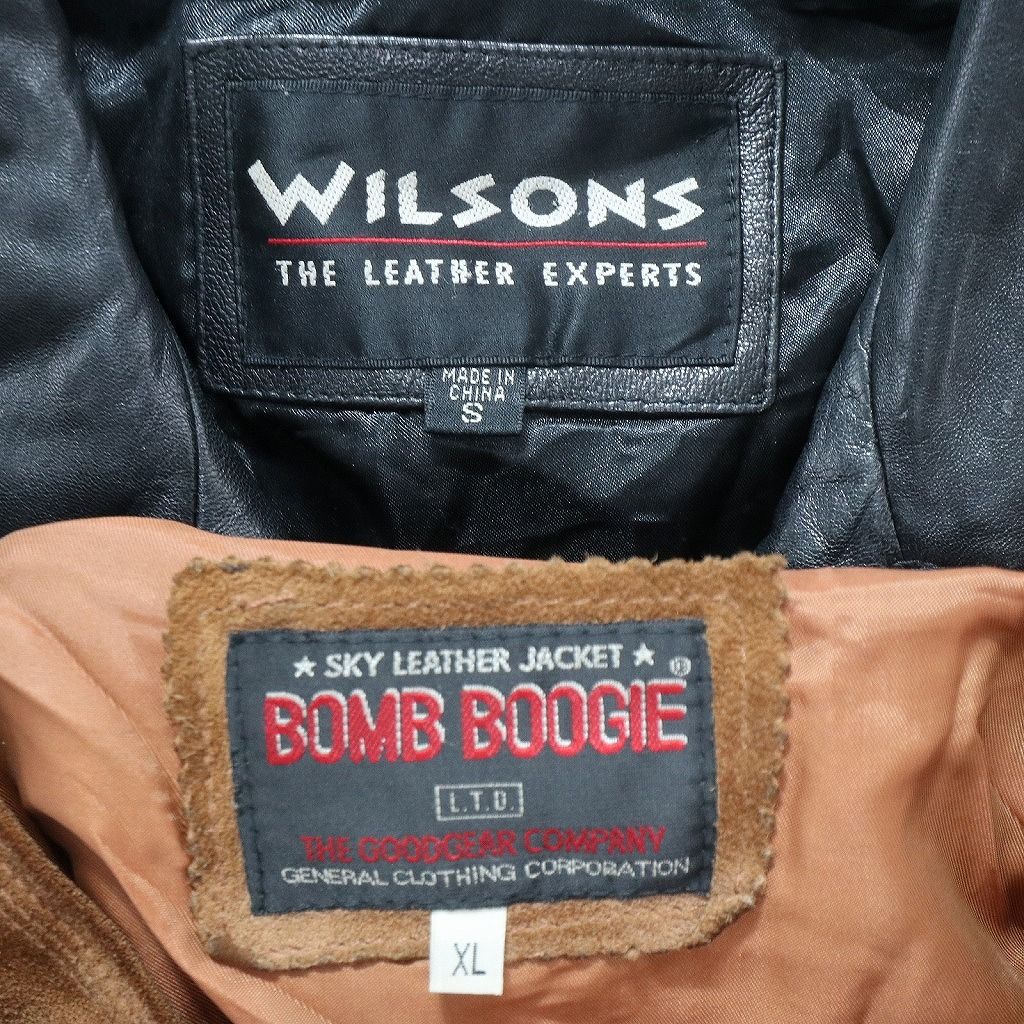 WILSONS
THE LEATHER EXPERTS
MADE IN
CHINA
S
★ SKY LEATHER JACKET ★
®
BOMB BOOGIE
L.T.D.
THE GOODGEAR COMPANY
GENERAL CLOTHING CORPORATION
XL